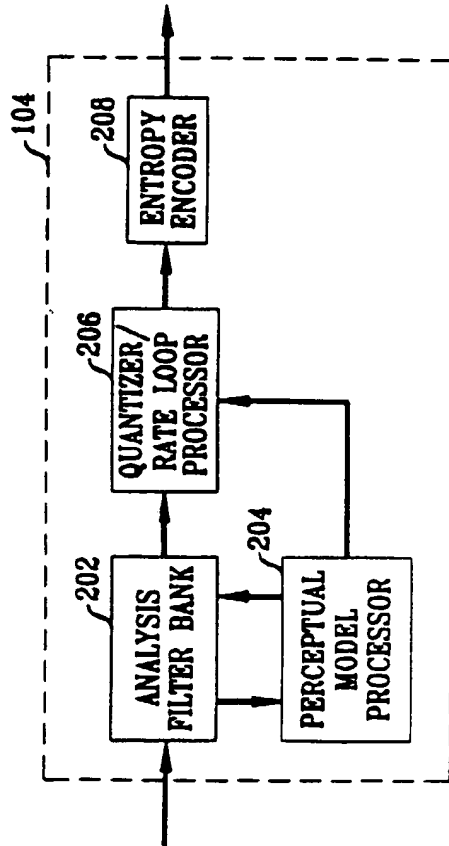 104
202
ANALYSIS
FILTER BANK
204
PERCEPTUAL
MODEL
PROCESSOR
206
QUANTIZER/
RATE LOOP
PROCESSOR
208
ENTROPY
ENCODER